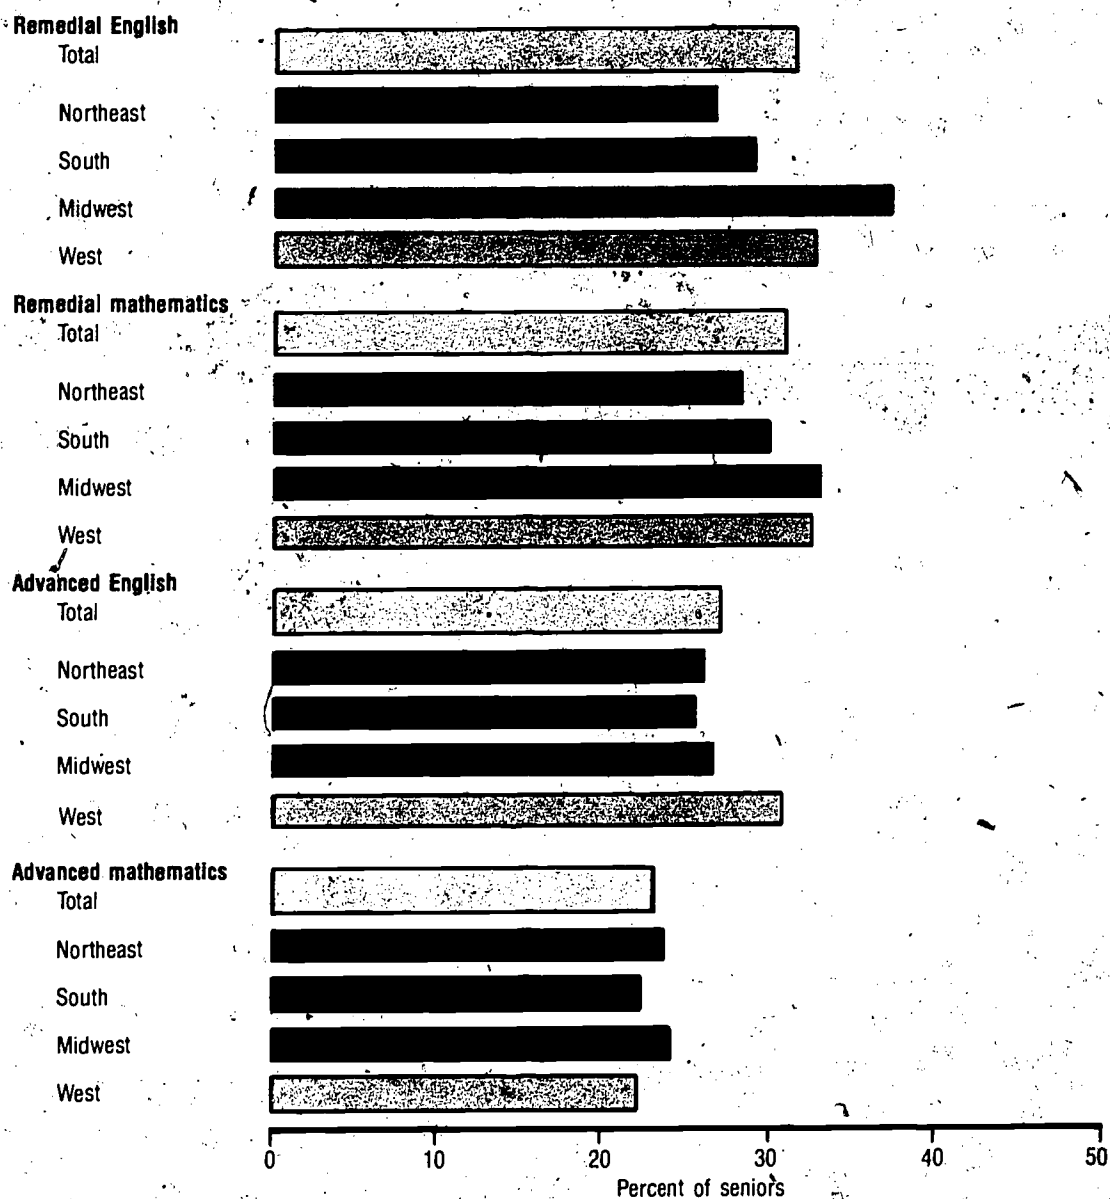 Remedial English
Total
Northeast
South
Midwest
West
Remedial mathematics
Total
Northeast
South
Midwest
West
Advanced English
Total
Northeast
South
Midwest
West
Advanced mathematics
Total
Northeast
South
Midwest
West
0 10 20 30 40 50
Percent of seniors